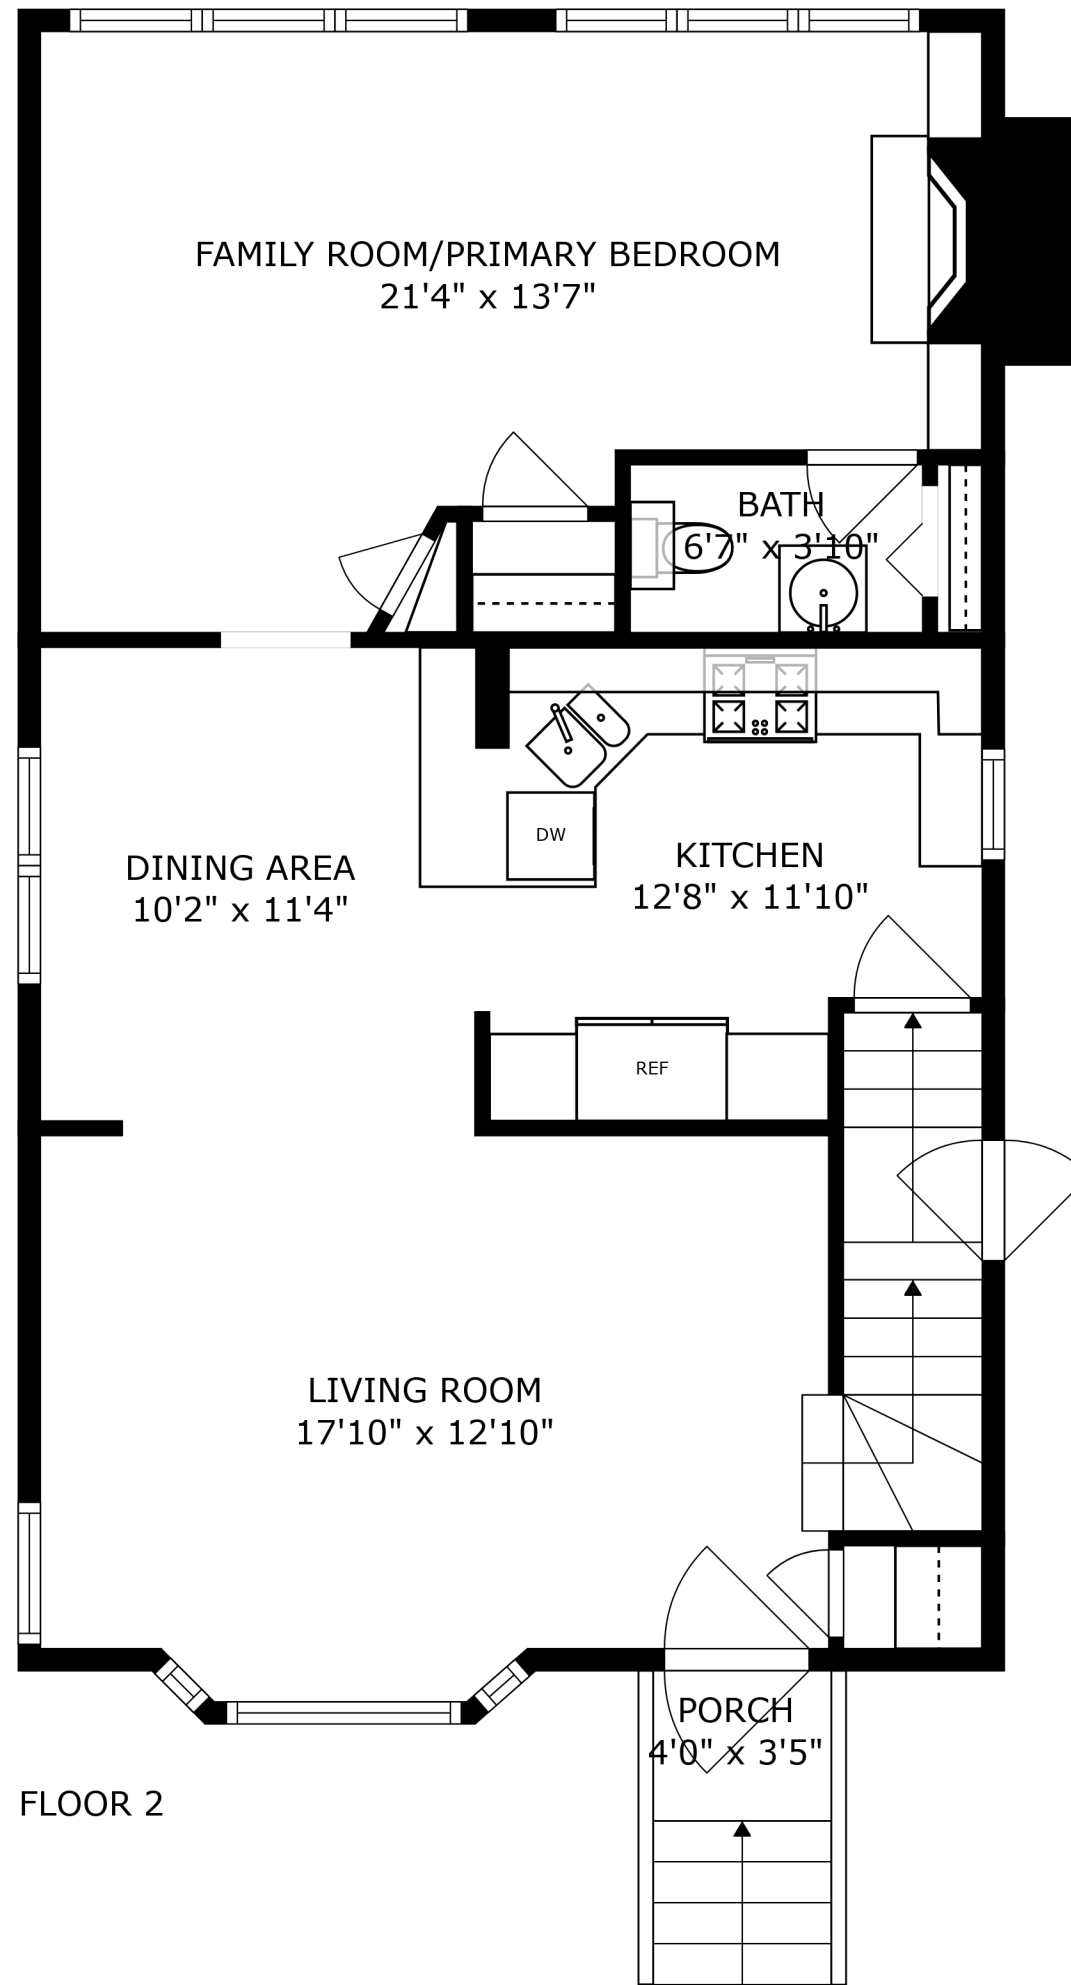 FAMILY ROOM/PRIMARY BEDROOM
21'4" x 13'7"
BATH
6'7" x 3'10"
DW
DINING AREA
10'2" x 11'4"
KITCHEN
12'8" x 11'10"
REF
LIVING ROOM
17'10" x 12'10"
PORCH
4'0" x 3'5"
FLOOR 2